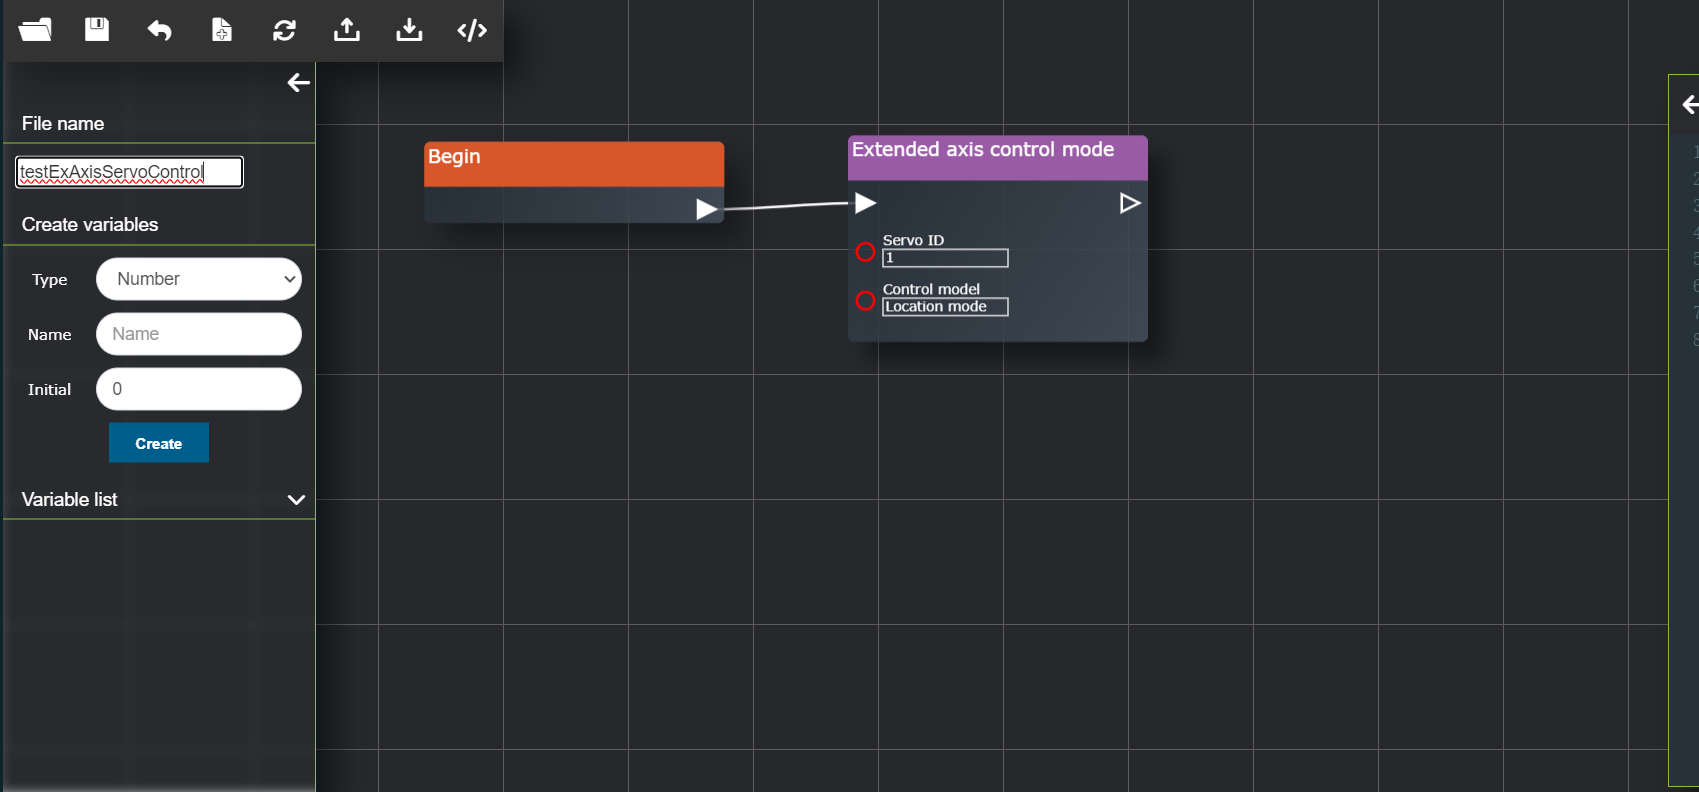 File name
testExAxisServoControl
Create variables
Type
Number
Name
Name
Initial
0
Create
Variable list
Begin
Extended axis control mode
Servo ID
1
Control model
Location mode